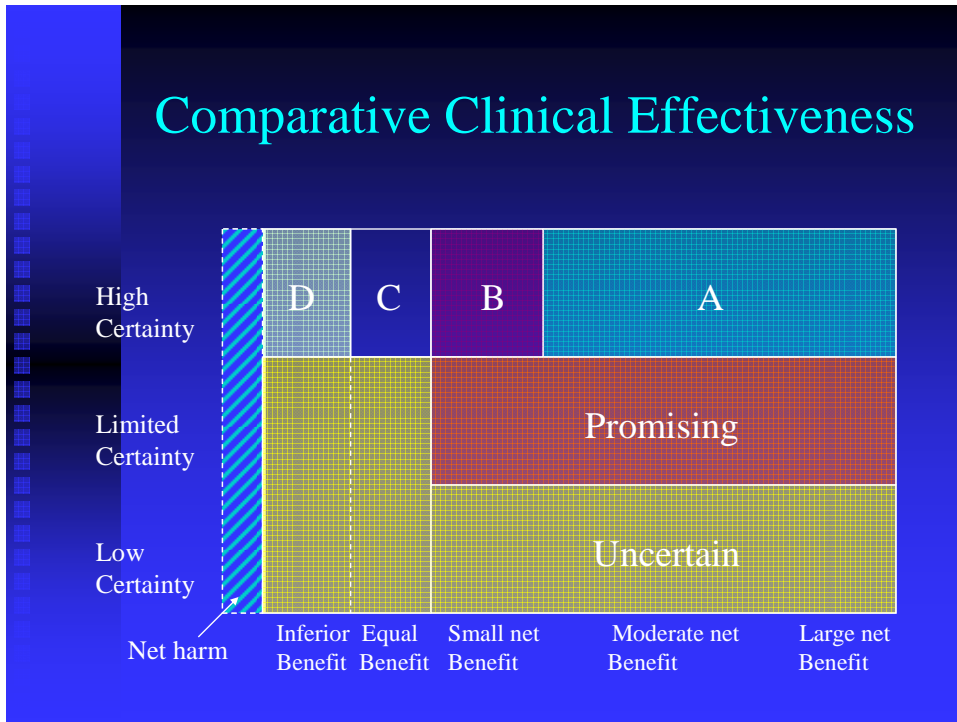 Comparative Clinical Effectiveness
High
Certainty
D
C
B
A
Limited
Certainty
Promising
Low
Certainty
Uncertain
Net harm
Inferior
Benefit
Equal
Benefit
Small net
Benefit
Moderate net
Benefit
Large net
Benefit